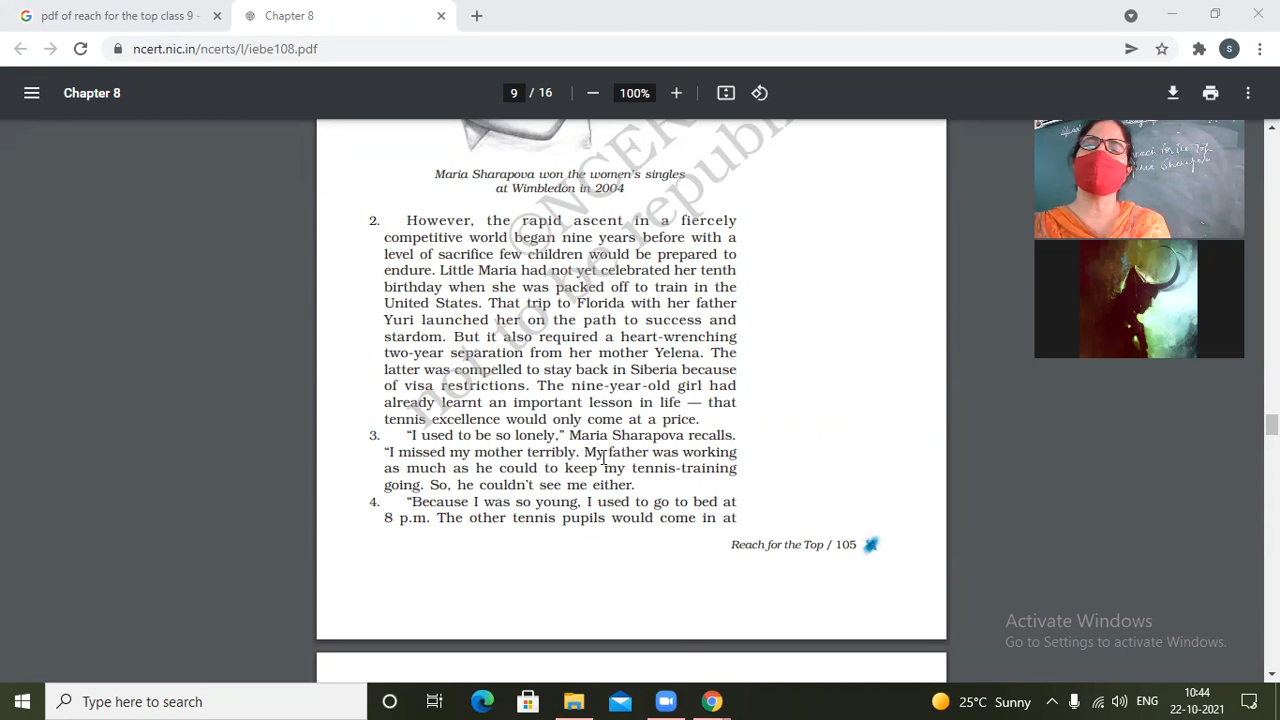 pdf of reach for the top class 9 -
Chapter 8
ncert.nic.in/ncerts/l/iebe108.pdf
S
Chapter 8
9 / 16
100%
©NCER
not to be republi
Maria Sharapova won the women's singles
at Wimbledon in 2004
2. However, the rapid ascent in a fiercely
competitive world began nine years before with a
level of sacrifice few children would be prepared to
endure. Little Maria had not yet celebrated her tenth
birthday when she was packed off to train in the
United States. That trip to Florida with her father
Yuri launched her on the path to success and
stardom. But it also required a heart-wrenching
two-year separation from her mother Yelena. The
latter was compelled to stay back in Siberia because
of visa restrictions. The nine-year-old girl had
already learnt an important lesson in life — that
tennis excellence would only come at a price.
3. “I used to be so lonely,” Maria Sharapova recalls.
“I missed my mother terribly. My father was working
as much as he could to keep my tennis-training
going. So, he couldn't see me either.
4. “Because I was so young, I used to go to bed at
8 p.m. The other tennis pupils would come in at
Reach for the Top / 105
for the Top
Activate Windows
Go to Settings to activate Windows.
Type here to search
25°C Sunny
ENG
10:44
22-10-2021